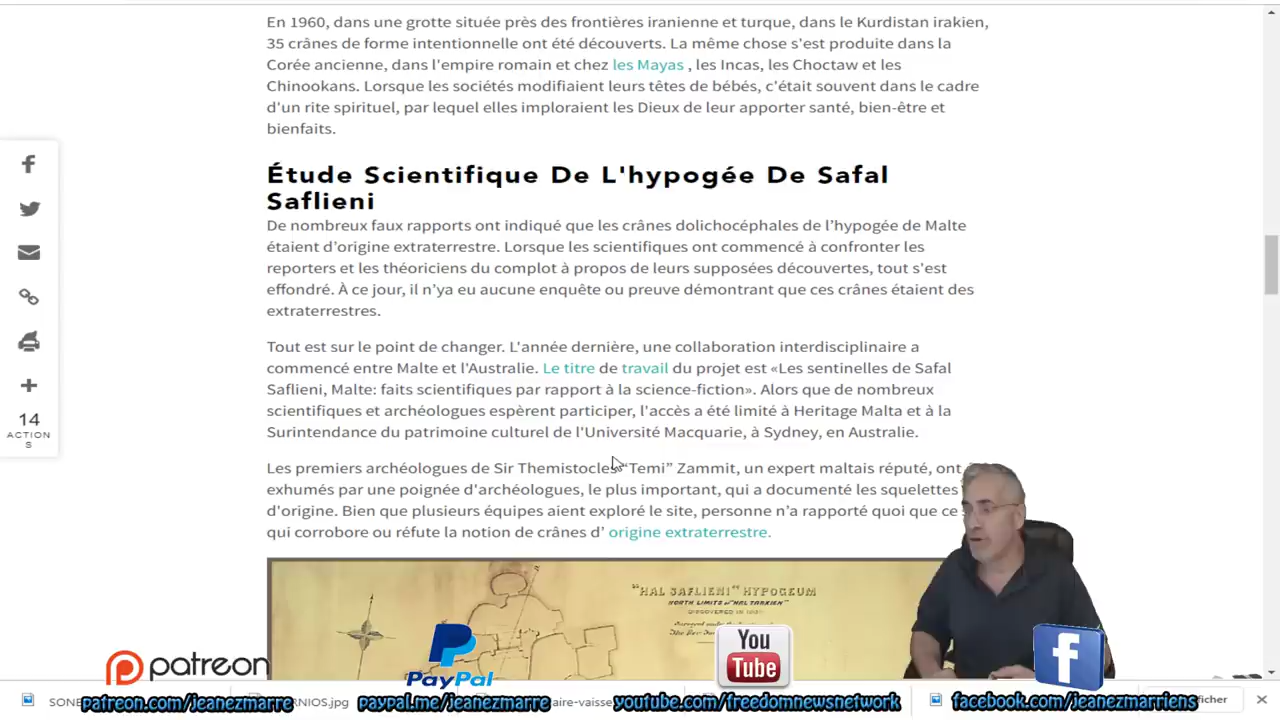 En 1960, dans une grotte située près des frontières iranienne et turque, dans le Kurdistan irakien,
35 crânes de forme intentionnelle ont été découverts. La même chose s'est produite dans la
Corée ancienne, dans l'empire romain et chez les Mayas , les Incas, les Choctaw et les
Chinookans. Lorsque les sociétés modifiaient leurs têtes de bébés, c'était souvent dans le cadre
d'un rite spirituel, par lequel elles imploraient les Dieux de leur apporter santé, bien-être et
bienfaits.
Étude Scientifique De L'hypogée De Safal
Saflieni
De nombreux faux rapports ont indiqué que les crânes dolichocéphales de l'hypogée de Malte
étaient d'origine extraterrestre. Lorsque les scientifiques ont commencé à confronter les
reporters et les théoriciens du complot à propos de leurs supposées découvertes, tout s'est
effondré. À ce jour, il n'ya eu aucune enquête ou preuve démontrant que ces crânes étaient des
extraterrestres.
Tout est sur le point de changer. L'année dernière, une collaboration interdisciplinaire a
commencé entre Malte et l'Australie. Le titre de travail du projet est «Les sentinelles de Safal
Saflieni, Malte: faits scientifiques par rapport à la science-fiction». Alors que de nombreux
scientifiques et archéologues espèrent participer, l'accès a été limité à Heritage Malta et à la
Surintendance du patrimoine culturel de l'Université Macquarie, à Sydney, en Australie.
Les premiers archéologues de Sir Themistocles “Temi” Zammit, un expert maltais réputé, ont
exhumés par une poignée d'archéologues, le plus important, qui a documenté les squelettes
d'origine. Bien que plusieurs équipes aient exploré le site, personne n'a rapporté quoi que ce
qui corrobore ou réfute la notion de crânes d' origine extraterrestre.
14
ACTION
S
"HAL SAFLIENI" HYPOGEUM
NORTH LIMITS OF "HAL TARXIEN"
patreon
PayPal
You
Tube
f
patreon.com/jeanezmarre
paypal.me/jeanezmarre
youtube.com/freedomnewsnetwork
facebook.com/jeanezmarriens